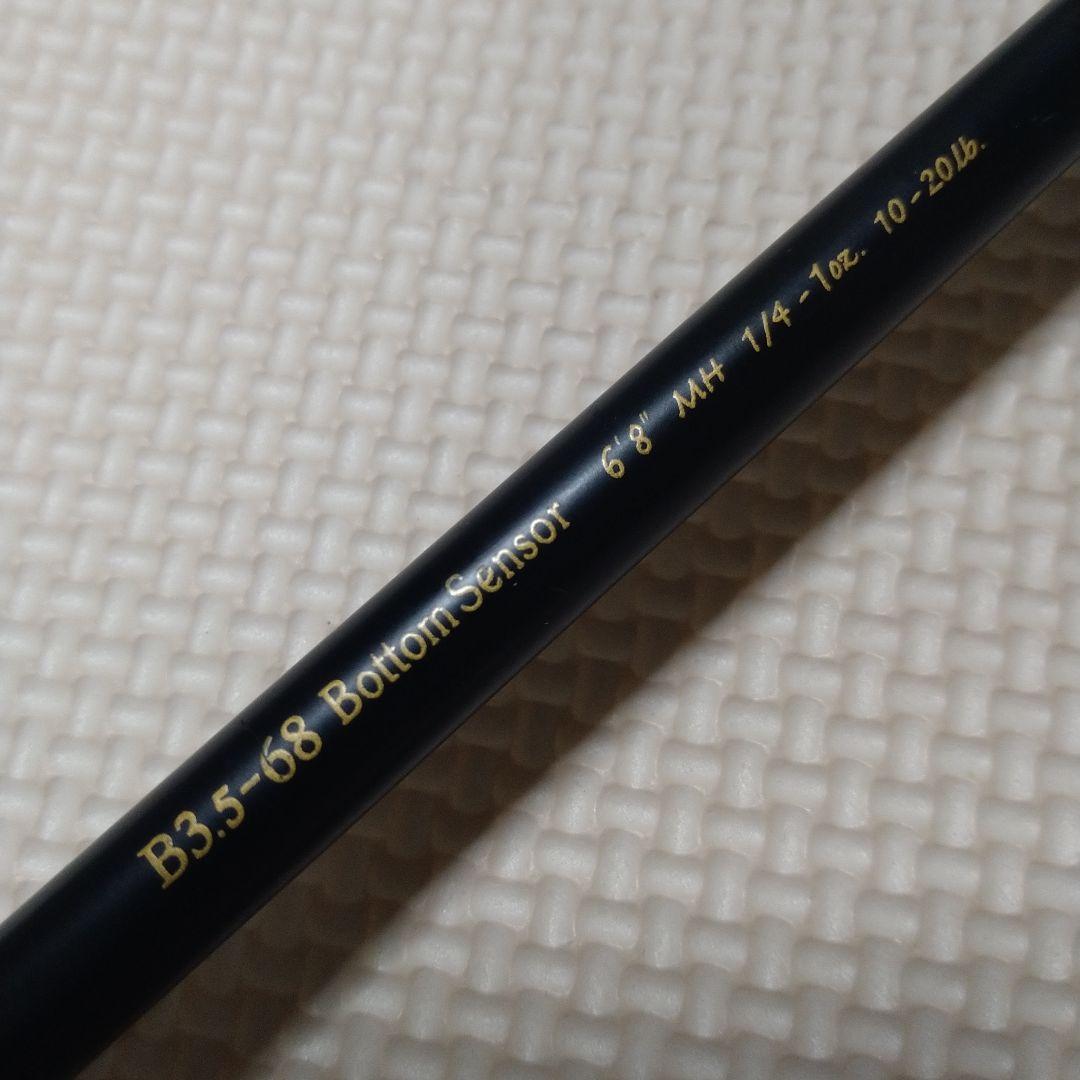 B3.5-68 Bottom Sensor 6'8" MH 1/4-1oz. 10-20lb.